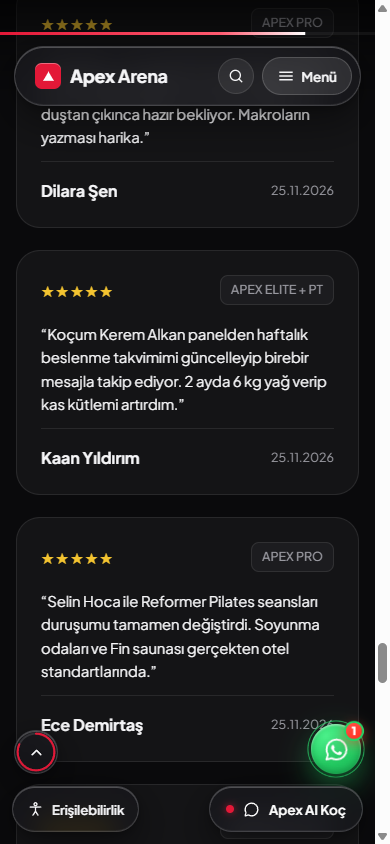 ★★★★★ APEX PRO
Apex Arena
Menü
duştan çıkınca hazır bekliyor. Makroların
yazması harika.”
Dilara Şen 25.11.2026
★★★★★ APEX ELITE + PT
“Koçum Kerem Alkan panelden haftalık
beslenme takvimimi güncelleyip birebir
mesajla takip ediyor. 2 ayda 6 kg yağ verip
kas kütlemi artırdım.”
Kaan Yıldırım 25.11.2026
★★★★★ APEX PRO
“Selin Hoca ile Reformer Pilates seansları
duruşumu tamamen değiştirdi. Soyunma
odaları ve Fin saunası gerçekten otel
standartlarında.”
Ece Demirtaş 25.11.2026
1
Erişilebilirlik
Apex AI Koç